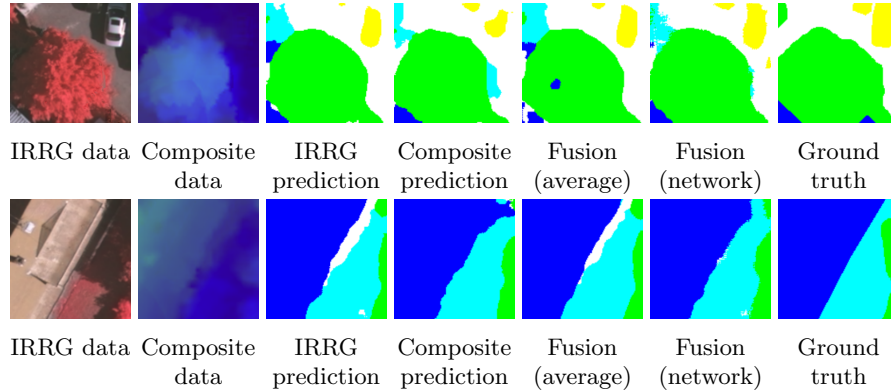 IRRG data Composite data IRRG prediction Composite prediction Fusion (average) Fusion (network) Ground truth
IRRG data Composite data IRRG prediction Composite prediction Fusion (average) Fusion (network) Ground truth